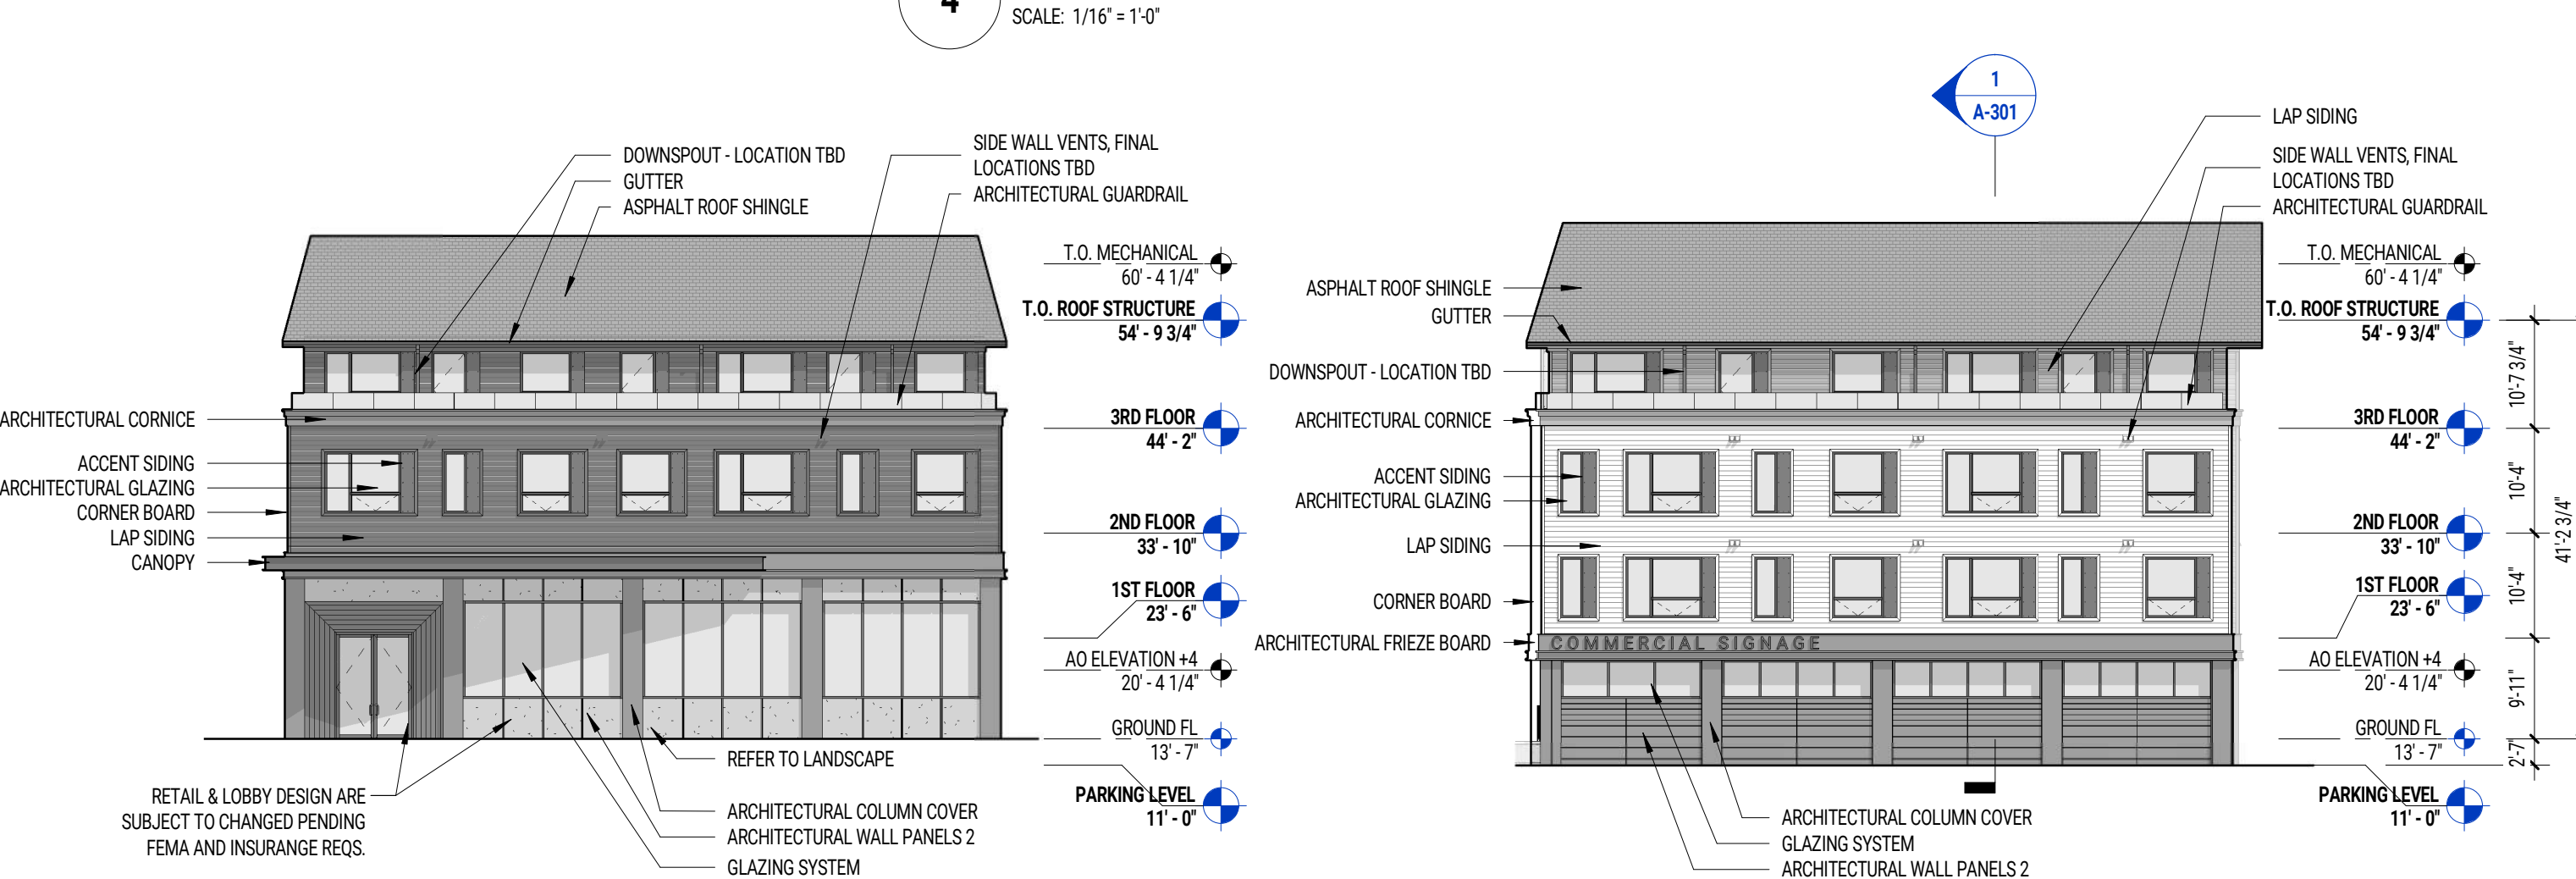 4
SCALE: 1/16" = 1'-0"
DOWNSPOUT - LOCATION TBD
GUTTER
ASPHALT ROOF SHINGLE
SIDE WALL VENTS, FINAL
LOCATIONS TBD
ARCHITECTURAL GUARDRAIL
ARCHITECTURAL CORNICE
ACCENT SIDING
ARCHITECTURAL GLAZING
CORNER BOARD
LAP SIDING
CANOPY
RETAIL & LOBBY DESIGN ARE
SUBJECT TO CHANGED PENDING
FEMA AND INSURANGE REQS.
REFER TO LANDSCAPE
ARCHITECTURAL COLUMN COVER
ARCHITECTURAL WALL PANELS 2
GLAZING SYSTEM
T.O. MECHANICAL
60' - 4 1/4"
T.O. ROOF STRUCTURE
54' - 9 3/4"
3RD FLOOR
44' - 2"
2ND FLOOR
33' - 10"
1ST FLOOR
23' - 6"
AO ELEVATION +4
20' - 4 1/4"
GROUND FL
13' - 7"
PARKING LEVEL
11' - 0"
1
A-301
LAP SIDING
SIDE WALL VENTS, FINAL
LOCATIONS TBD
ARCHITECTURAL GUARDRAIL
ASPHALT ROOF SHINGLE
GUTTER
DOWNSPOUT - LOCATION TBD
ARCHITECTURAL CORNICE
ACCENT SIDING
ARCHITECTURAL GLAZING
LAP SIDING
CORNER BOARD
ARCHITECTURAL FRIEZE BOARD
COMMERCIAL SIGNAGE
ARCHITECTURAL COLUMN COVER
GLAZING SYSTEM
ARCHITECTURAL WALL PANELS 2
T.O. MECHANICAL
60' - 4 1/4"
T.O. ROOF STRUCTURE
54' - 9 3/4"
3RD FLOOR
44' - 2"
2ND FLOOR
33' - 10"
1ST FLOOR
23' - 6"
AO ELEVATION +4
20' - 4 1/4"
GROUND FL
13' - 7"
PARKING LEVEL
11' - 0"
10'-7 3/4"
10'-4"
10'-4"
9'-11"
2'-7"
41'-2 3/4"